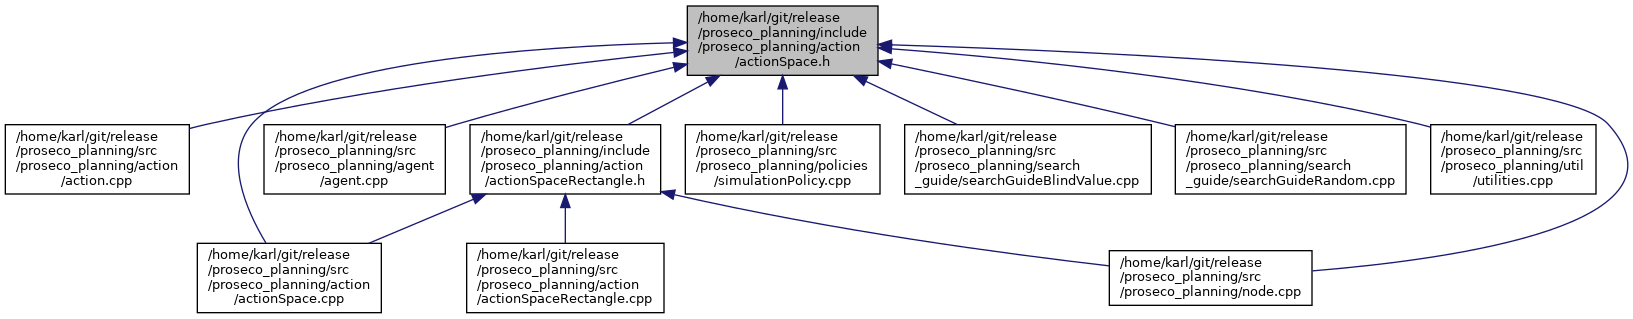 /home/karl/git/release
/proseco_planning/include
/proseco_planning/action
/actionSpace.h
/home/karl/git/release
/proseco_planning/src
/proseco_planning/action
/action.cpp
/home/karl/git/release
/proseco_planning/src
/proseco_planning/agent
/agent.cpp
/home/karl/git/release
/proseco_planning/include
/proseco_planning/action
/actionSpaceRectangle.h
/home/karl/git/release
/proseco_planning/src
/proseco_planning/policies
/simulationPolicy.cpp
/home/karl/git/release
/proseco_planning/src
/proseco_planning/search
_guide/searchGuideBlindValue.cpp
/home/karl/git/release
/proseco_planning/src
/proseco_planning/search
_guide/searchGuideRandom.cpp
/home/karl/git/release
/proseco_planning/src
/proseco_planning/util
/utilities.cpp
/home/karl/git/release
/proseco_planning/src
/proseco_planning/action
/actionSpace.cpp
/home/karl/git/release
/proseco_planning/src
/proseco_planning/action
/actionSpaceRectangle.cpp
/home/karl/git/release
/proseco_planning/src
/proseco_planning/node.cpp